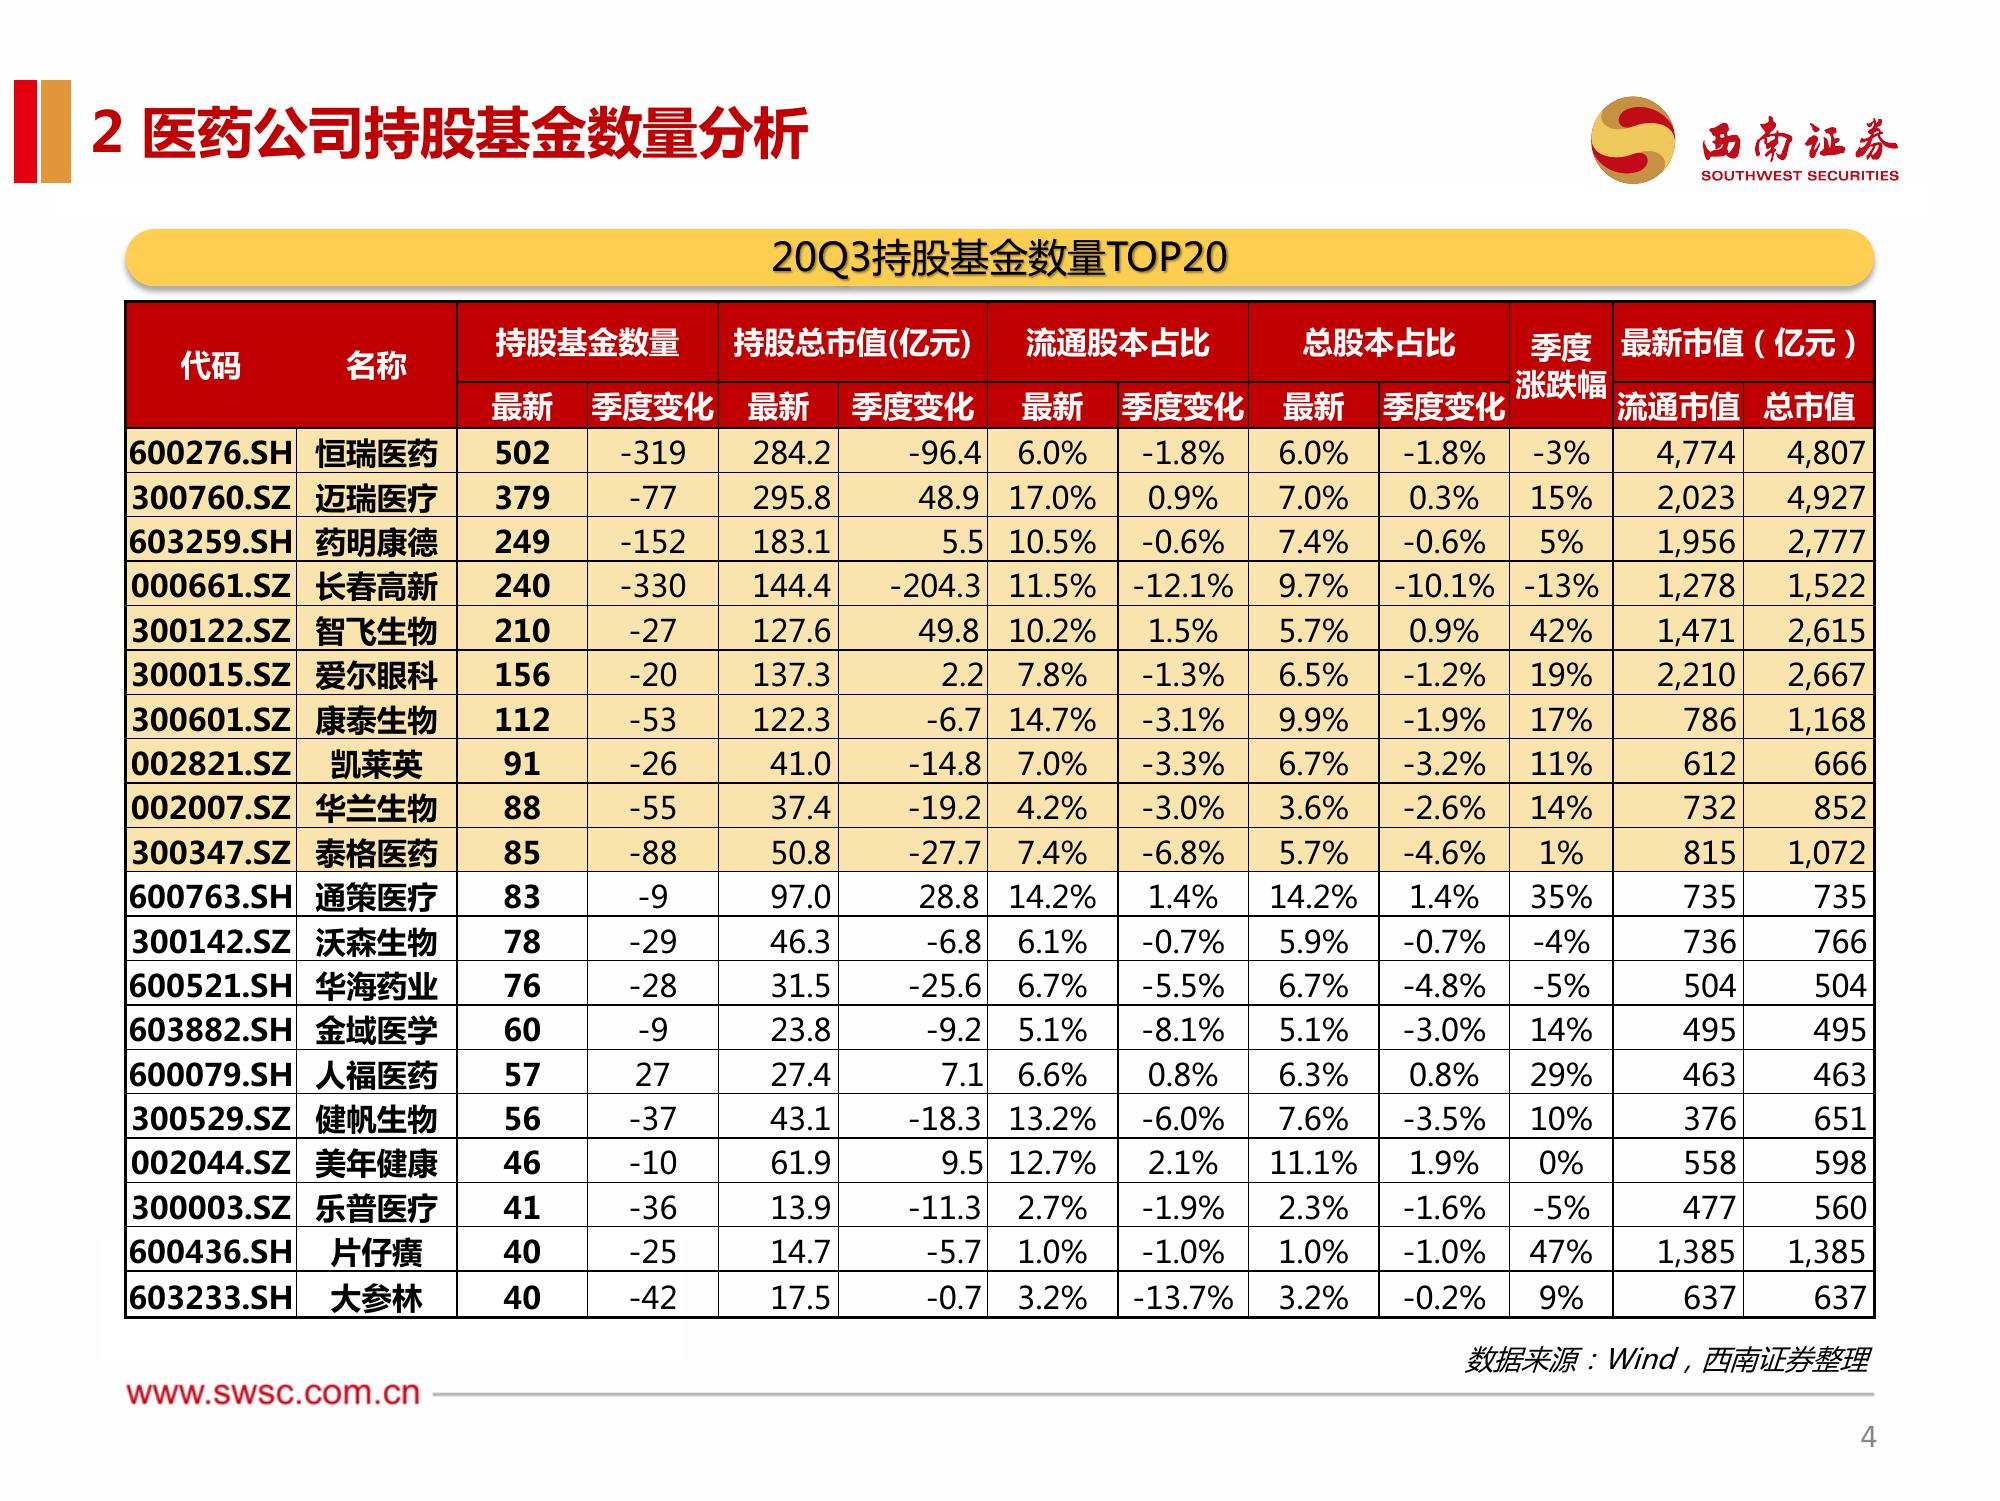 2 医药公司持股基金数量分析
西南证券
SOUTHWEST SECURITIES
20Q3持股基金数量TOP20
代码 名称 持股基金数量 持股总市值(亿元) 流通股本占比 总股本占比 季度涨跌幅 最新市值（亿元）
最新 季度变化 最新 季度变化 最新 季度变化 最新 季度变化 流通市值 总市值
600276.SH 恒瑞医药 502 -319 284.2 -96.4 6.0% -1.8% 6.0% -1.8% -3% 4,774 4,807
300760.SZ 迈瑞医疗 379 -77 295.8 48.9 17.0% 0.9% 7.0% 0.3% 15% 2,023 4,927
603259.SH 药明康德 249 -152 183.1 5.5 10.5% -0.6% 7.4% -0.6% 5% 1,956 2,777
000661.SZ 长春高新 240 -330 144.4 -204.3 11.5% -12.1% 9.7% -10.1% -13% 1,278 1,522
300122.SZ 智飞生物 210 -27 127.6 49.8 10.2% 1.5% 5.7% 0.9% 42% 1,471 2,615
300015.SZ 爱尔眼科 156 -20 137.3 2.2 7.8% -1.3% 6.5% -1.2% 19% 2,210 2,667
300601.SZ 康泰生物 112 -53 122.3 -6.7 14.7% -3.1% 9.9% -1.9% 17% 786 1,168
002821.SZ 凯莱英 91 -26 41.0 -14.8 7.0% -3.3% 6.7% -3.2% 11% 612 666
002007.SZ 华兰生物 88 -55 37.4 -19.2 4.2% -3.0% 3.6% -2.6% 14% 732 852
300347.SZ 泰格医药 85 -88 50.8 -27.7 7.4% -6.8% 5.7% -4.6% 1% 815 1,072
600763.SH 通策医疗 83 -9 97.0 28.8 14.2% 1.4% 14.2% 1.4% 35% 735 735
300142.SZ 沃森生物 78 -29 46.3 -6.8 6.1% -0.7% 5.9% -0.7% -4% 736 766
600521.SH 华海药业 76 -28 31.5 -25.6 6.7% -5.5% 6.7% -4.8% -5% 504 504
603882.SH 金域医学 60 -9 23.8 -9.2 5.1% -8.1% 5.1% -3.0% 14% 495 495
600079.SH 人福医药 57 27 27.4 7.1 6.6% 0.8% 6.3% 0.8% 29% 463 463
300529.SZ 健帆生物 56 -37 43.1 -18.3 13.2% -6.0% 7.6% -3.5% 10% 376 651
002044.SZ 美年健康 46 -10 61.9 9.5 12.7% 2.1% 11.1% 1.9% 0% 558 598
300003.SZ 乐普医疗 41 -36 13.9 -11.3 2.7% -1.9% 2.3% -1.6% -5% 477 560
600436.SH 片仔癀 40 -25 14.7 -5.7 1.0% -1.0% 1.0% -1.0% 47% 1,385 1,385
603233.SH 大参林 40 -42 17.5 -0.7 3.2% -13.7% 3.2% -0.2% 9% 637 637
数据来源：Wind，西南证券整理
www.swsc.com.cn
4